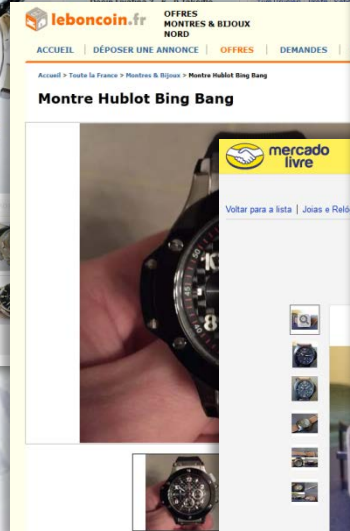 leboncoin.fr
OFFRES
MONTRES & BIJOUX
NORD
ACCUEIL | DÉPOSER UNE ANNONCE | OFFRES | DEMANDES |
Accueil > Toute la France > Montres & Bijoux > Montre Hublot Bing Bang
Montre Hublot Bing Bang
mercado
livre
Voltar para a lista | Joias e Reló